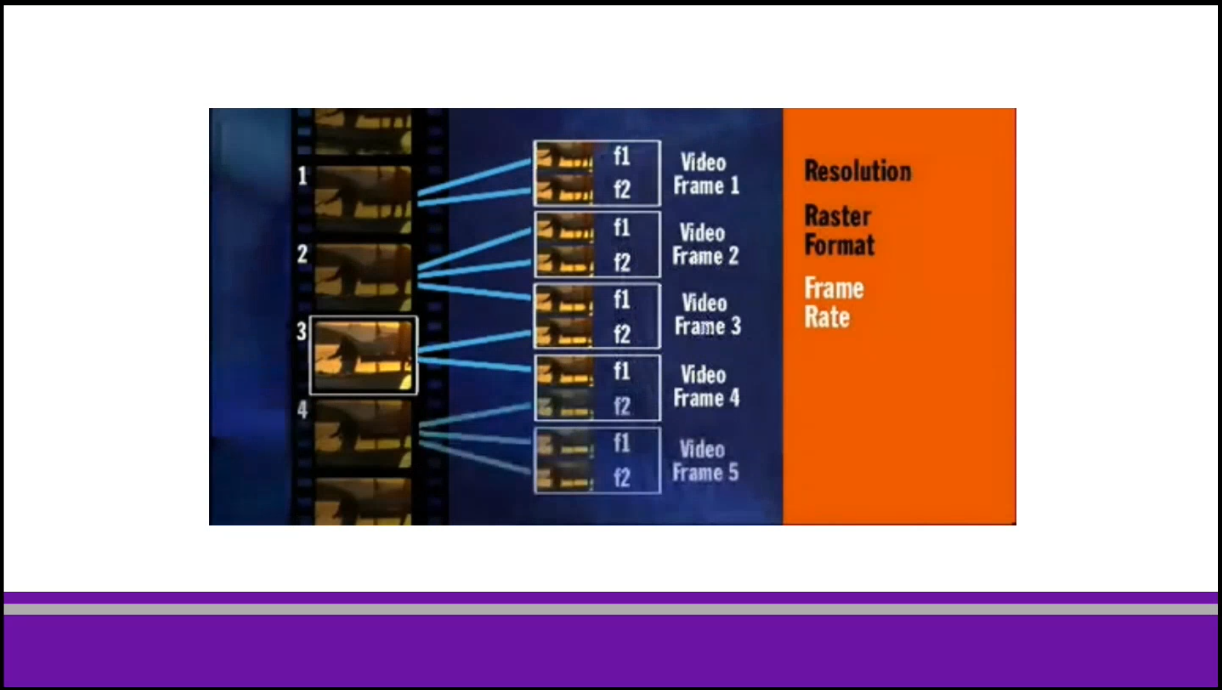 1
2
3
4
f1
f2
Video
Frame 1
f1
f2
Video
Frame 2
f1
f2
Video
Frame 3
f1
f2
Video
Frame 4
f1
f2
Video
Frame 5
Resolution
Raster
Format
Frame
Rate